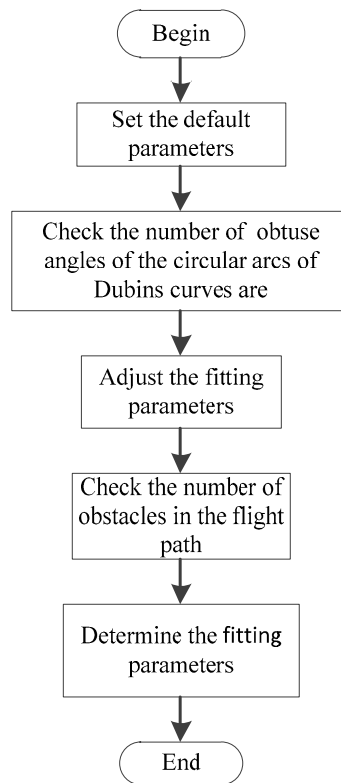 Begin
Set the default
parameters
Check the number of obtuse
angles of the circular arcs of
Dubins curves are
Adjust the fitting
parameters
Check the number of
obstacles in the flight
path
Determine the fitting
parameters
End